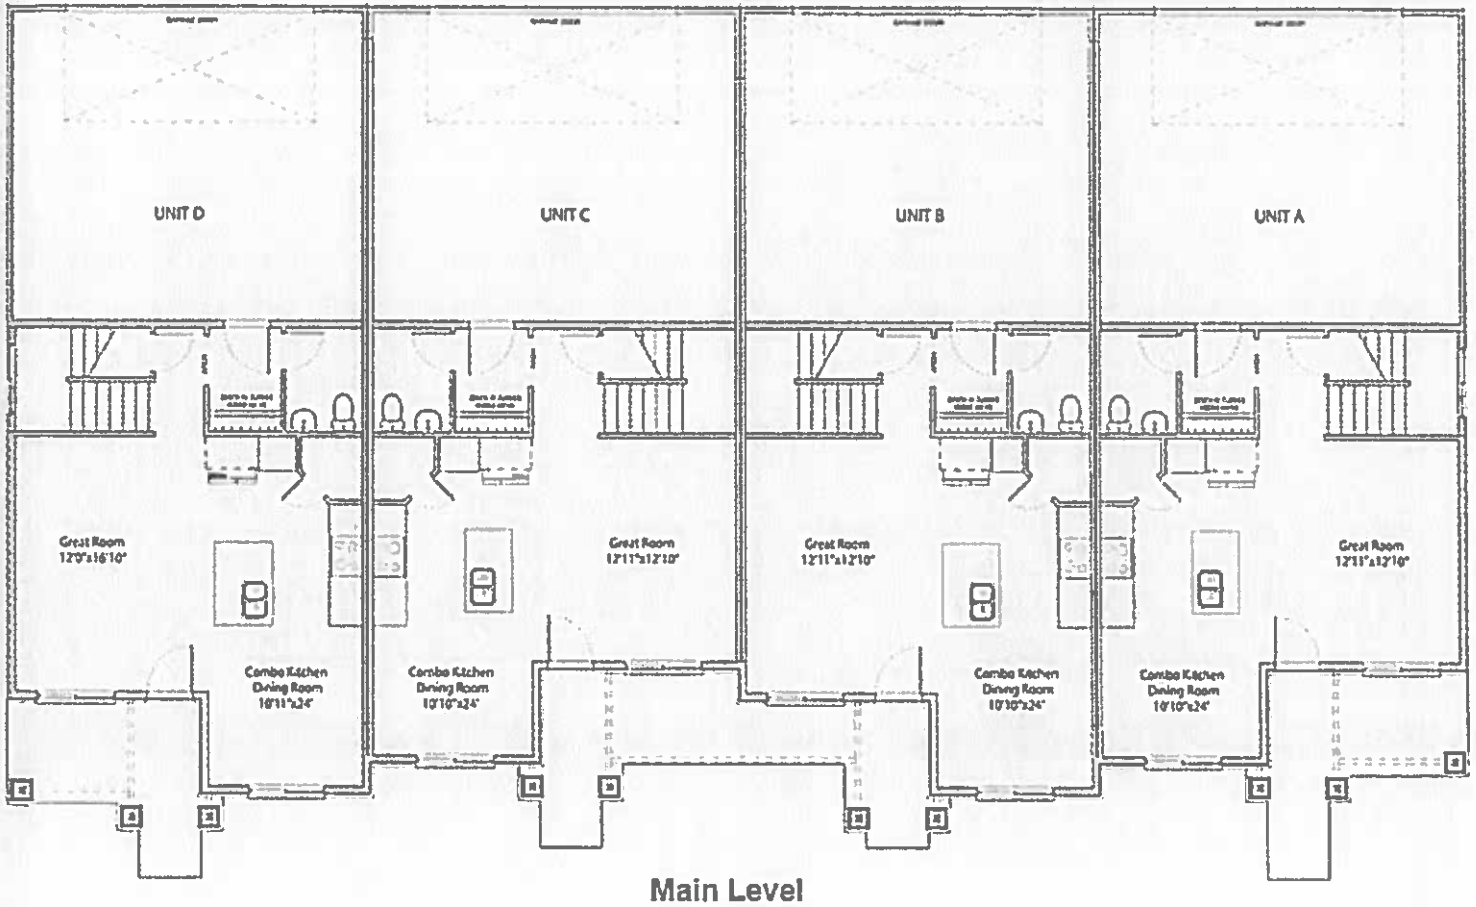 UNIT D
UNIT C
UNIT B
UNIT A
Great Room
12'0"x16'10"
Great Room
12'11"x12'10"
Great Room
12'11"x12'10"
Great Room
12'11"x12'10"
Combo Kitchen
Dining Room
10'11"x24'
Combo Kitchen
Dining Room
10'10"x24'
Combo Kitchen
Dining Room
10'10"x24'
Combo Kitchen
Dining Room
10'10"x24'
Main Level